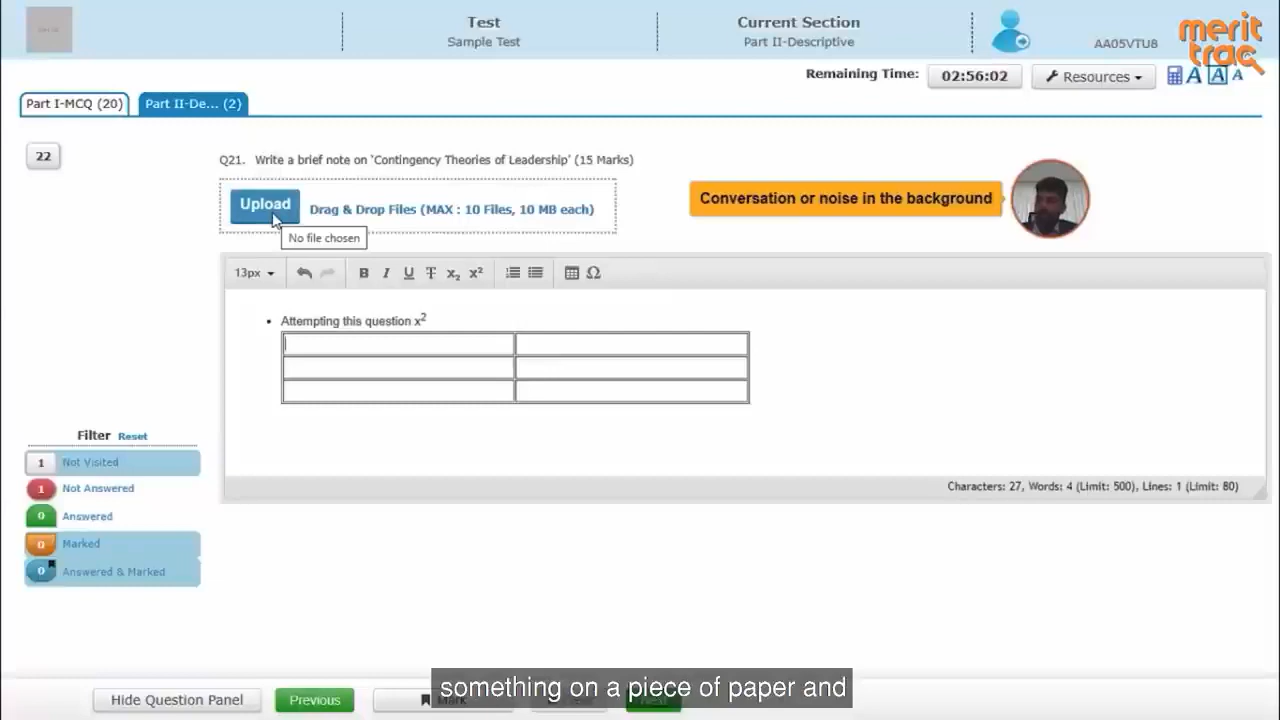 Test
Sample Test
Current Section
Part II-Descriptive
AA05VTU8
merit
trac
Remaining Time:
02:56:02
Resources
A A A
Part I-MCQ (20)
Part II-De... (2)
22
Q21. Write a brief note on 'Contingency Theories of Leadership' (15 Marks)
Upload
Drag & Drop Files (MAX : 10 Files, 10 MB each)
No file chosen
Conversation or noise in the background
13px
B I U T x₂ x² Ω
• Attempting this question x²
Characters: 27, Words: 4 (Limit: 500), Lines: 1 (Limit: 80)
Filter Reset
1 Not Visited
1 Not Answered
0 Answered
0 Marked
0 Answered & Marked
Hide Question Panel
Previous
something on a piece of paper and